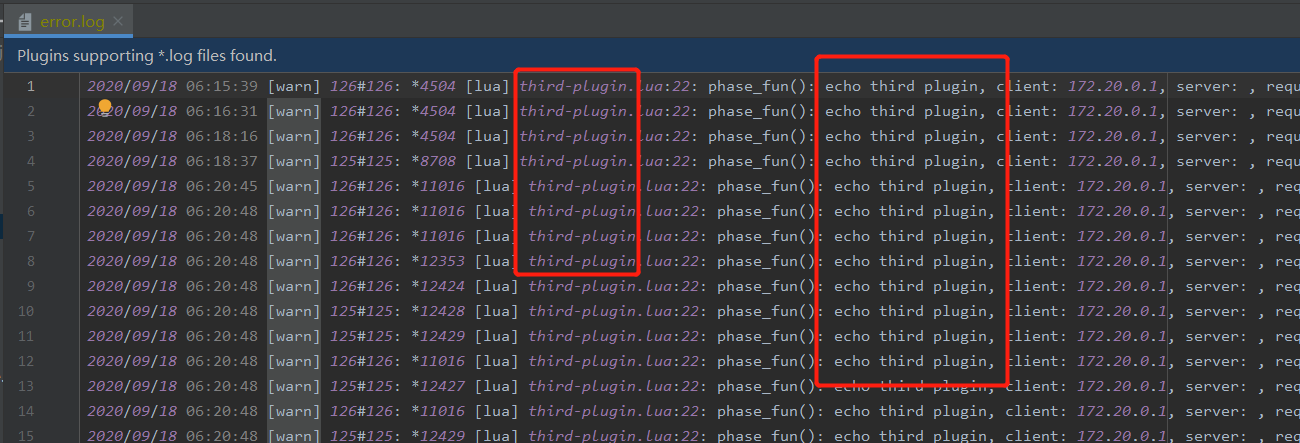 error.log
Plugins supporting *.log files found.
1 2020/09/18 06:15:39 [warn] 126#126: *4504 [lua] third-plugin.lua:22: phase_fun(): echo third plugin, client: 172.20.0.1, server: , requ
2 2020/09/18 06:16:31 [warn] 126#126: *4504 [lua] third-plugin.lua:22: phase_fun(): echo third plugin, client: 172.20.0.1, server: , requ
3 2020/09/18 06:18:16 [warn] 126#126: *4504 [lua] third-plugin.lua:22: phase_fun(): echo third plugin, client: 172.20.0.1, server: , requ
4 2020/09/18 06:18:37 [warn] 125#125: *8708 [lua] third-plugin.lua:22: phase_fun(): echo third plugin, client: 172.20.0.1, server: , requ
5 2020/09/18 06:20:45 [warn] 126#126: *11016 [lua] third-plugin.lua:22: phase_fun(): echo third plugin, client: 172.20.0.1, server: , req
6 2020/09/18 06:20:48 [warn] 126#126: *11016 [lua] third-plugin.lua:22: phase_fun(): echo third plugin, client: 172.20.0.1, server: , req
7 2020/09/18 06:20:48 [warn] 126#126: *11016 [lua] third-plugin.lua:22: phase_fun(): echo third plugin, client: 172.20.0.1, server: , req
8 2020/09/18 06:20:48 [warn] 126#126: *12353 [lua] third-plugin.lua:22: phase_fun(): echo third plugin, client: 172.20.0.1, server: , req
9 2020/09/18 06:20:48 [warn] 126#126: *12424 [lua] third-plugin.lua:22: phase_fun(): echo third plugin, client: 172.20.0.1, server: , req
10 2020/09/18 06:20:48 [warn] 125#125: *12428 [lua] third-plugin.lua:22: phase_fun(): echo third plugin, client: 172.20.0.1, server: , req
11 2020/09/18 06:20:48 [warn] 125#125: *12429 [lua] third-plugin.lua:22: phase_fun(): echo third plugin, client: 172.20.0.1, server: , req
12 2020/09/18 06:20:48 [warn] 126#126: *11016 [lua] third-plugin.lua:22: phase_fun(): echo third plugin, client: 172.20.0.1, server: , req
13 2020/09/18 06:20:48 [warn] 125#125: *12427 [lua] third-plugin.lua:22: phase_fun(): echo third plugin, client: 172.20.0.1, server: , req
14 2020/09/18 06:20:48 [warn] 126#126: *11016 [lua] third-plugin.lua:22: phase_fun(): echo third plugin, client: 172.20.0.1, server: , req
15 2020/09/18 06:20:48 [warn] 125#125: *12429 [lua] third-plugin.lua:22: phase_fun(): echo third plugin, client: 172.20.0.1, server: , req